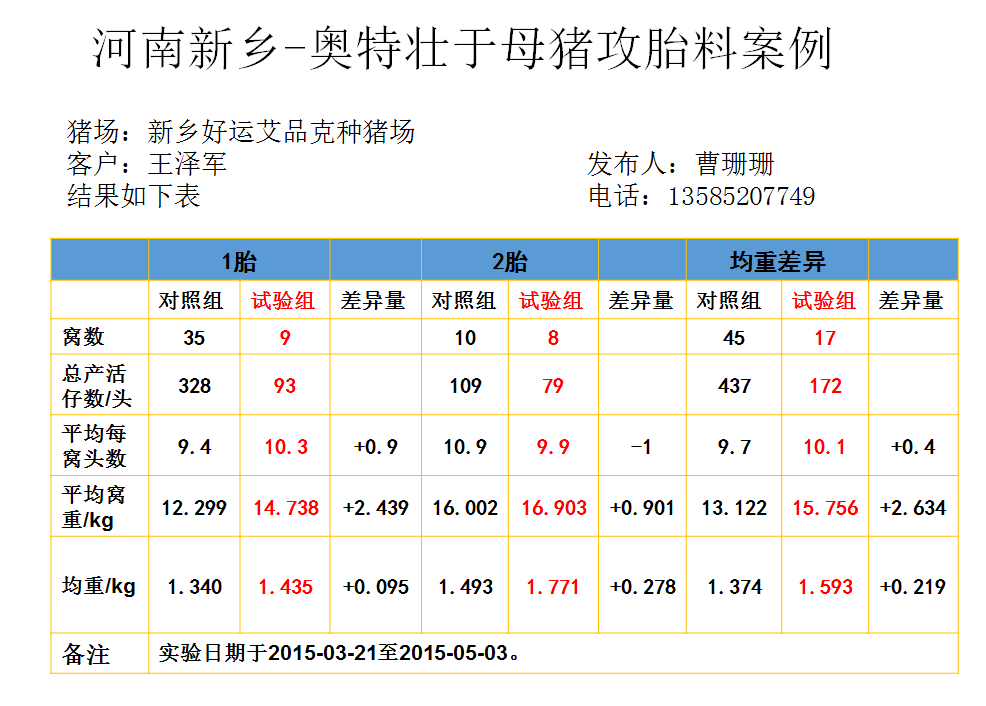 河南新乡-奥特壮于母猪攻胎料案例
猪场：新乡好运艾品克种猪场
客户：王泽军
发布人：曹珊珊
结果如下表
电话：13585207749
1胎 2胎 均重差异
对照组 试验组 差异量 对照组 试验组 差异量 对照组 试验组 差异量
窝数 35 9 10 8 45 17
总产活
仔数/头 328 93 109 79 437 172
平均每
窝头数 9.4 10.3 +0.9 10.9 9.9 -1 9.7 10.1 +0.4
平均窝
重/kg 12.299 14.738 +2.439 16.002 16.903 +0.901 13.122 15.756 +2.634
均重/kg 1.340 1.435 +0.095 1.493 1.771 +0.278 1.374 1.593 +0.219
备注 实验日期于2015-03-21至2015-05-03。